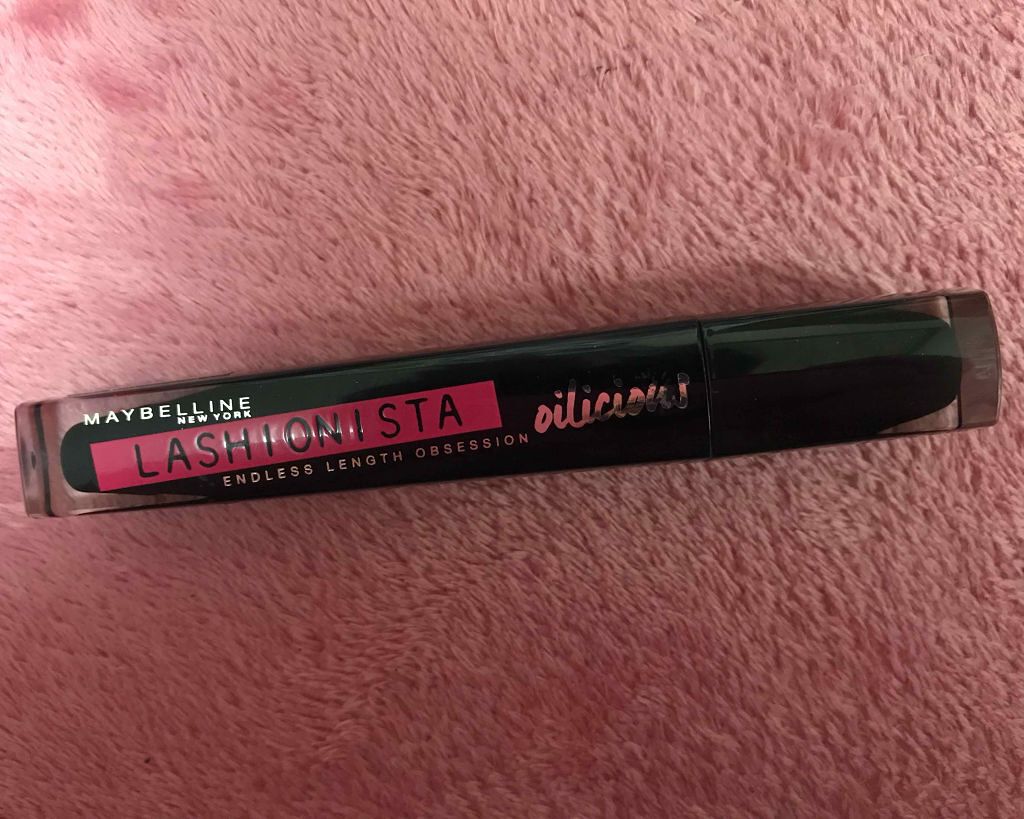 MAYBELLINE
NEW YORK
LASHIONISTA
ENDLESS LENGTH OBSESSION
oilicious